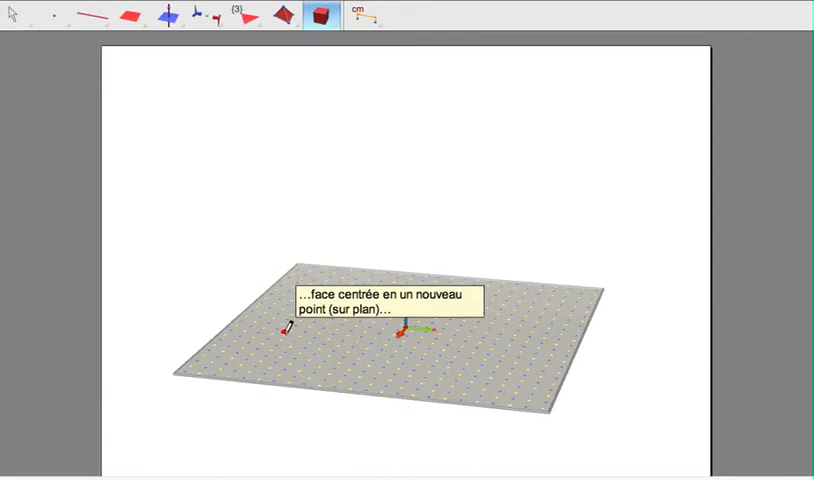 {3}
cm
...face centrée en un nouveau
point (sur plan)...